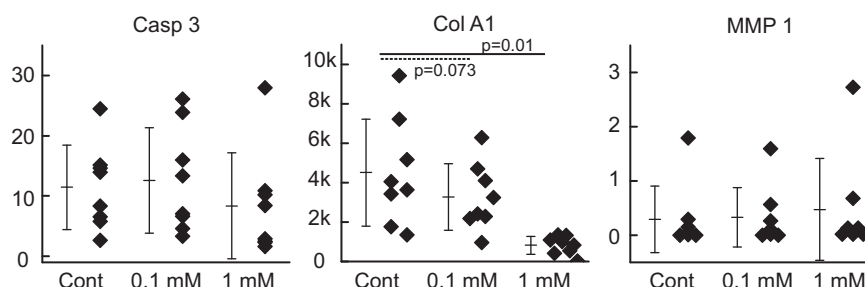 Casp 3
30
20
10
0
Cont 0.1 mM 1 mM
Col A1
10k
8k
6k
4k
2k
0
p=0.01
p=0.073
Cont 0.1 mM 1 mM
MMP 1
3
2
1
0
Cont 0.1 mM 1 mM